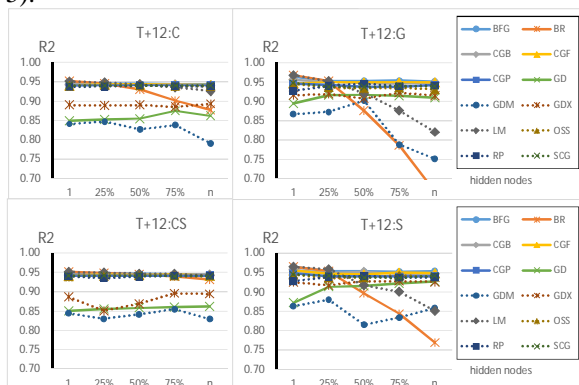 3).
T+12:C
R2
1.00
0.95
0.90
0.85
0.80
0.75
0.70
1 25% 50% 75% n
T+12:G
R2
1.00
0.95
0.90
0.85
0.80
0.75
0.70
1 25% 50% 75% n
BFG BR
CGB CGF
CGP GD
GDM GDX
LM OSS
RP SCG
hidden nodes
T+12:CS
R2
1.00
0.95
0.90
0.85
0.80
0.75
0.70
1 25% 50% 75% n
T+12:S
R2
1.00
0.95
0.90
0.85
0.80
0.75
0.70
1 25% 50% 75% n
BFG BR
CGB CGF
CGP GD
GDM GDX
LM OSS
RP SCG
hidden nodes